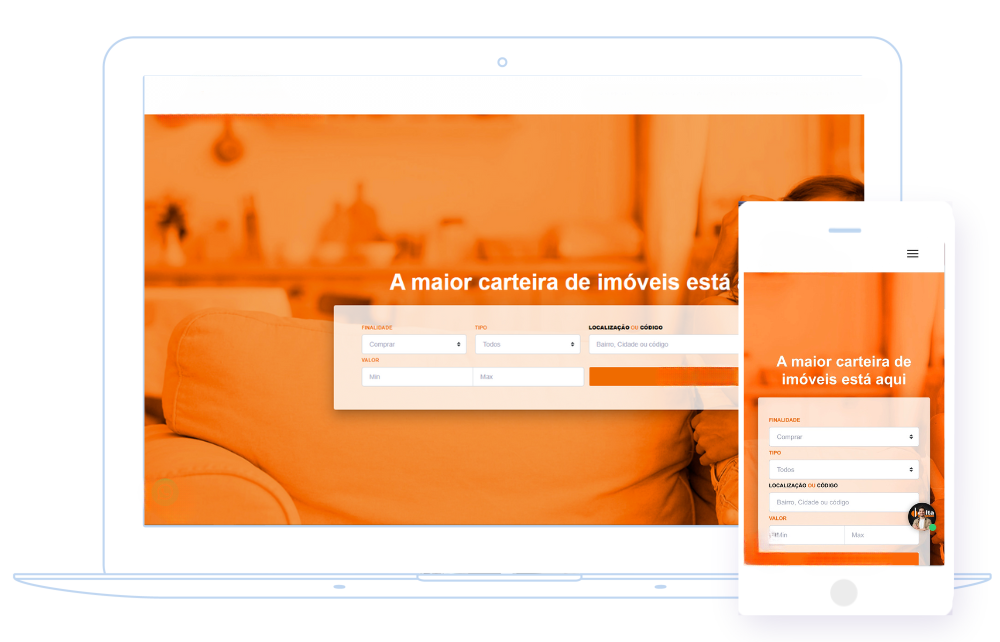 A maior carteira de imóveis está
FINALIDADE
TIPO
LOCALIZAÇÃO OU CÓDIGO
Comprar
Todos
Bairro, Cidade ou código
VALOR
Min
Max
A maior carteira de
imóveis está aqui
FINALIDADE
Comprar
TIPO
Todos
LOCALIZAÇÃO OU CÓDIGO
Bairro, Cidade ou código
VALOR
Min
Max